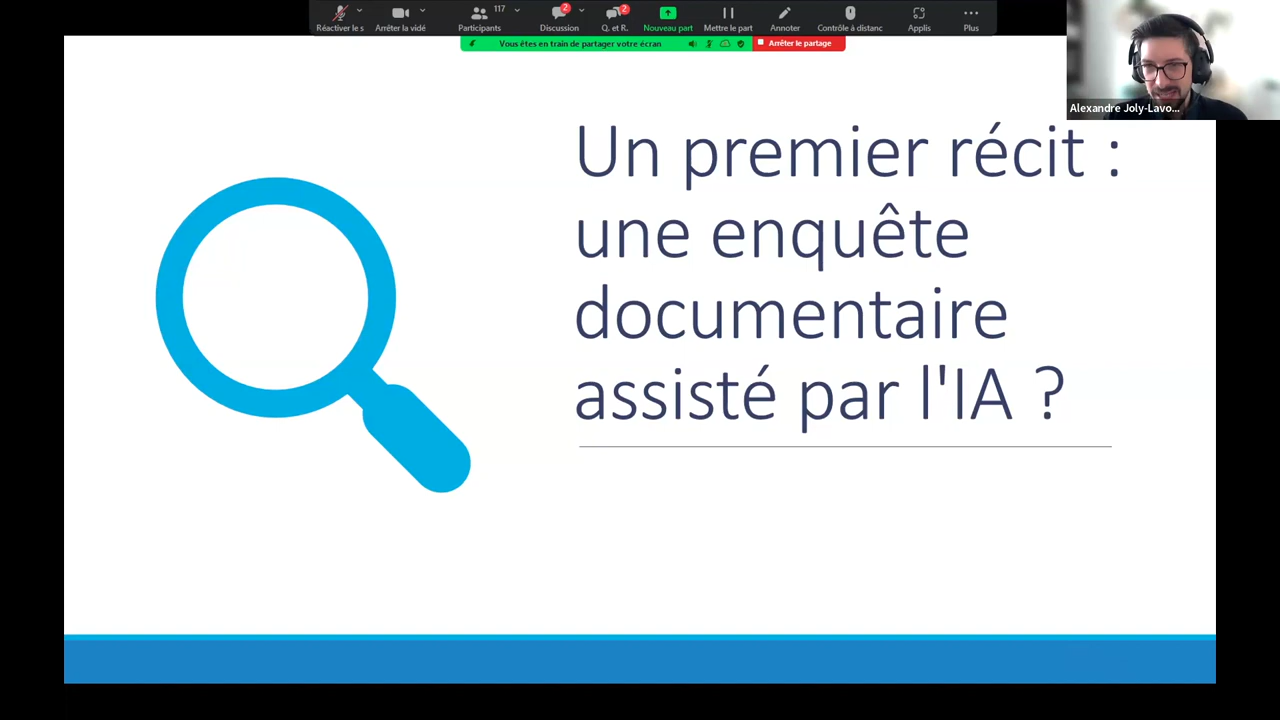 117
2
2
Réactiver le s
Arrêter la vidé
Participants
Discussion
Q. et R.
Nouveau part
Mettre le part
Annoter
Contrôle à distanc
Applis
Plus
Vous êtes en train de partager votre écran
Arrêter le partage
Alexandre Joly-Lavo...
Un premier récit :
une enquête
documentaire
assisté par l'IA ?